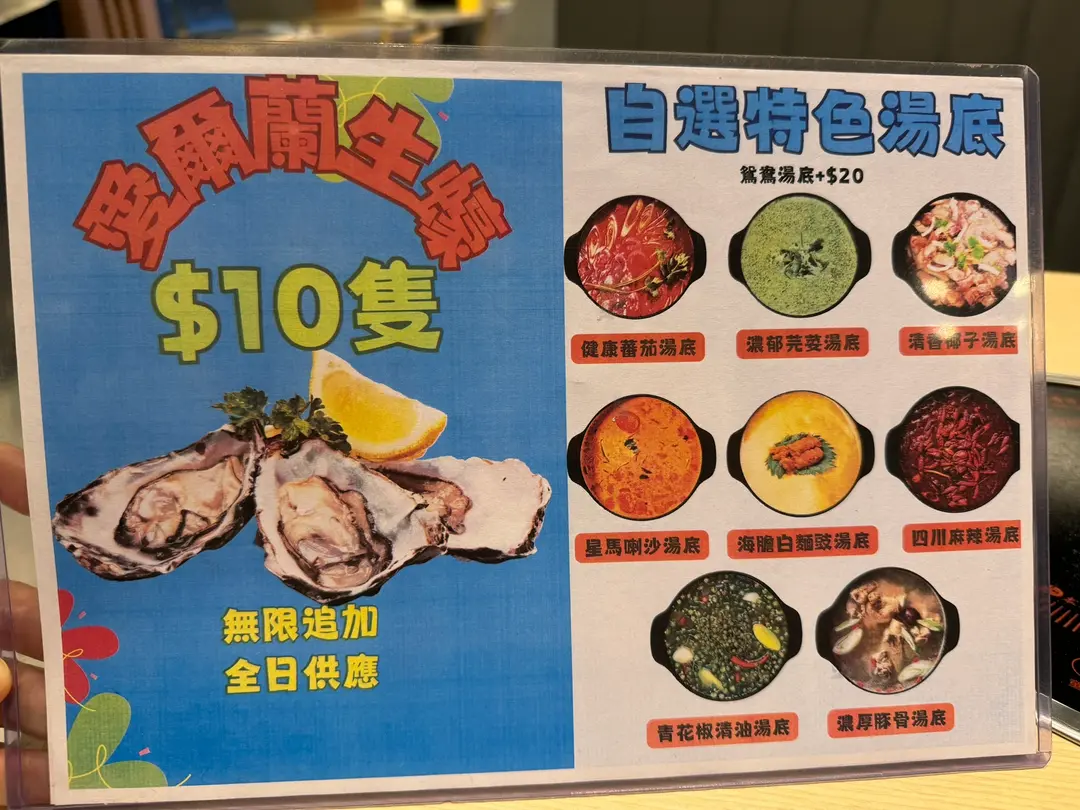 愛爾蘭生蠔
$10隻
無限追加
全日供應
自選特色湯底
鴛鴦湯底+$20
健康蕃茄湯底
濃郁芫荽湯底
清香椰子湯底
星馬喇沙湯底
海膽白麵豉湯底
四川麻辣湯底
青花椒清油湯底
濃厚豚骨湯底